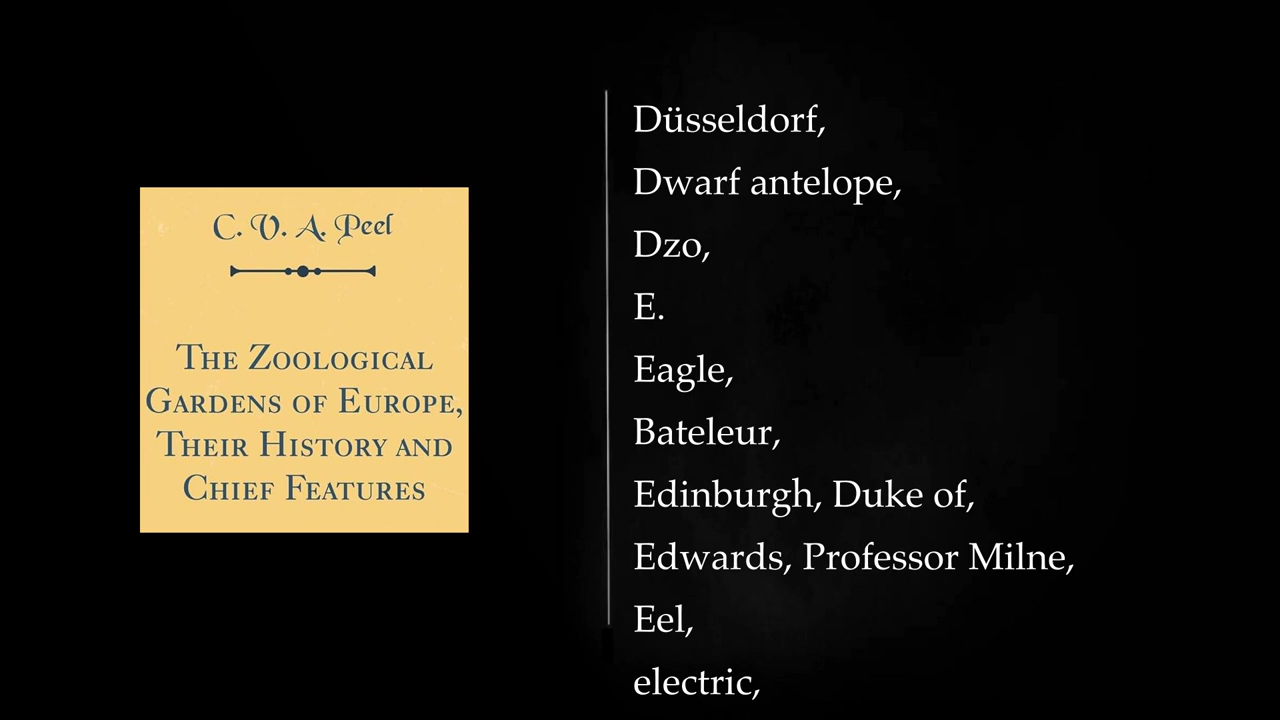 C. V. A. Peel
The Zoological
Gardens of Europe,
Their History and
Chief Features
Düsseldorf,
Dwarf antelope,
Dzo,
E.
Eagle,
Bateleur,
Edinburgh, Duke of,
Edwards, Professor Milne,
Eel,
electric,